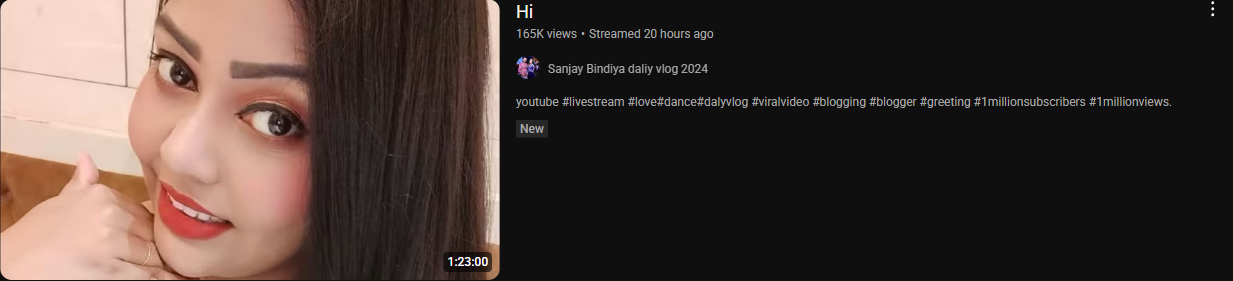 Hi
165K views • Streamed 20 hours ago
Sanjay Bindiya daliy vlog 2024
youtube #livestream #love#dance#dalyvlog #viralvideo #blogging #blogger #greeting #1millionsubscribers #1millionviews.
New
1:23:00